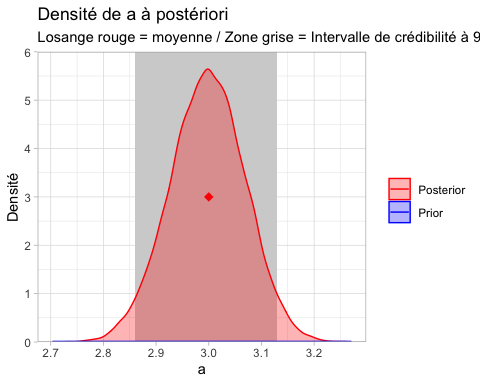 Densité de a à postériori
Losange rouge = moyenne / Zone grise = Intervalle de crédibilité à 9
6
5
4
3
2
1
0
Densité
2.7 2.8 2.9 3.0 3.1 3.2
a
Posterior
Prior